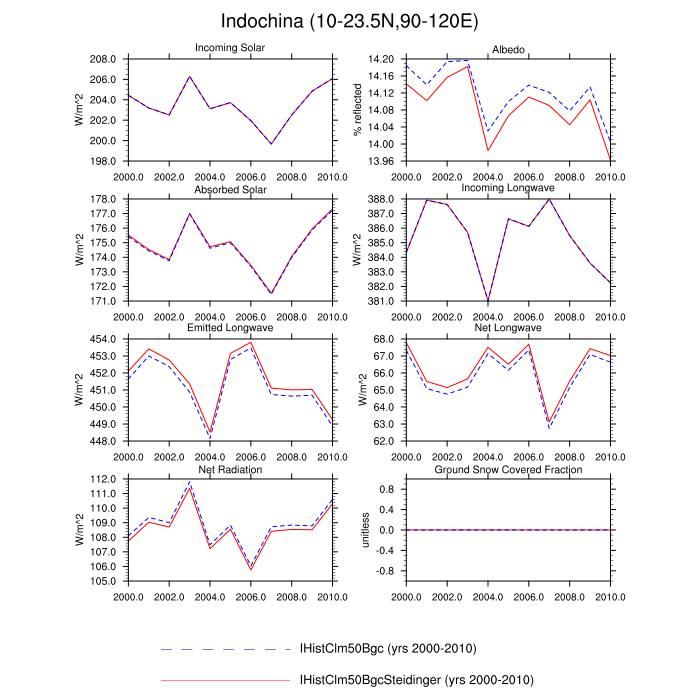 Indochina (10-23.5N,90-120E)
Incoming Solar
208.0
206.0
204.0
202.0
200.0
198.0
W/m^2
2000.0 2002.0 2004.0 2006.0 2008.0 2010.0
Albedo
14.20
14.16
14.12
14.08
14.04
14.00
13.96
% reflected
2000.0 2002.0 2004.0 2006.0 2008.0 2010.0
Absorbed Solar
178.0
177.0
176.0
175.0
174.0
173.0
172.0
171.0
W/m^2
2000.0 2002.0 2004.0 2006.0 2008.0 2010.0
Incoming Longwave
388.0
387.0
386.0
385.0
384.0
383.0
382.0
381.0
W/m^2
2000.0 2002.0 2004.0 2006.0 2008.0 2010.0
Emitted Longwave
454.0
453.0
452.0
451.0
450.0
449.0
448.0
W/m^2
2000.0 2002.0 2004.0 2006.0 2008.0 2010.0
Net Longwave
68.0
67.0
66.0
65.0
64.0
63.0
62.0
W/m^2
2000.0 2002.0 2004.0 2006.0 2008.0 2010.0
Net Radiation
112.0
111.0
110.0
109.0
108.0
107.0
106.0
105.0
W/m^2
2000.0 2002.0 2004.0 2006.0 2008.0 2010.0
Ground Snow Covered Fraction
0.8
0.4
0.0
-0.4
-0.8
unitless
2000.0 2002.0 2004.0 2006.0 2008.0 2010.0
IHistClm50Bgc (yrs 2000-2010)
IHistClm50BgcSteidinger (yrs 2000-2010)